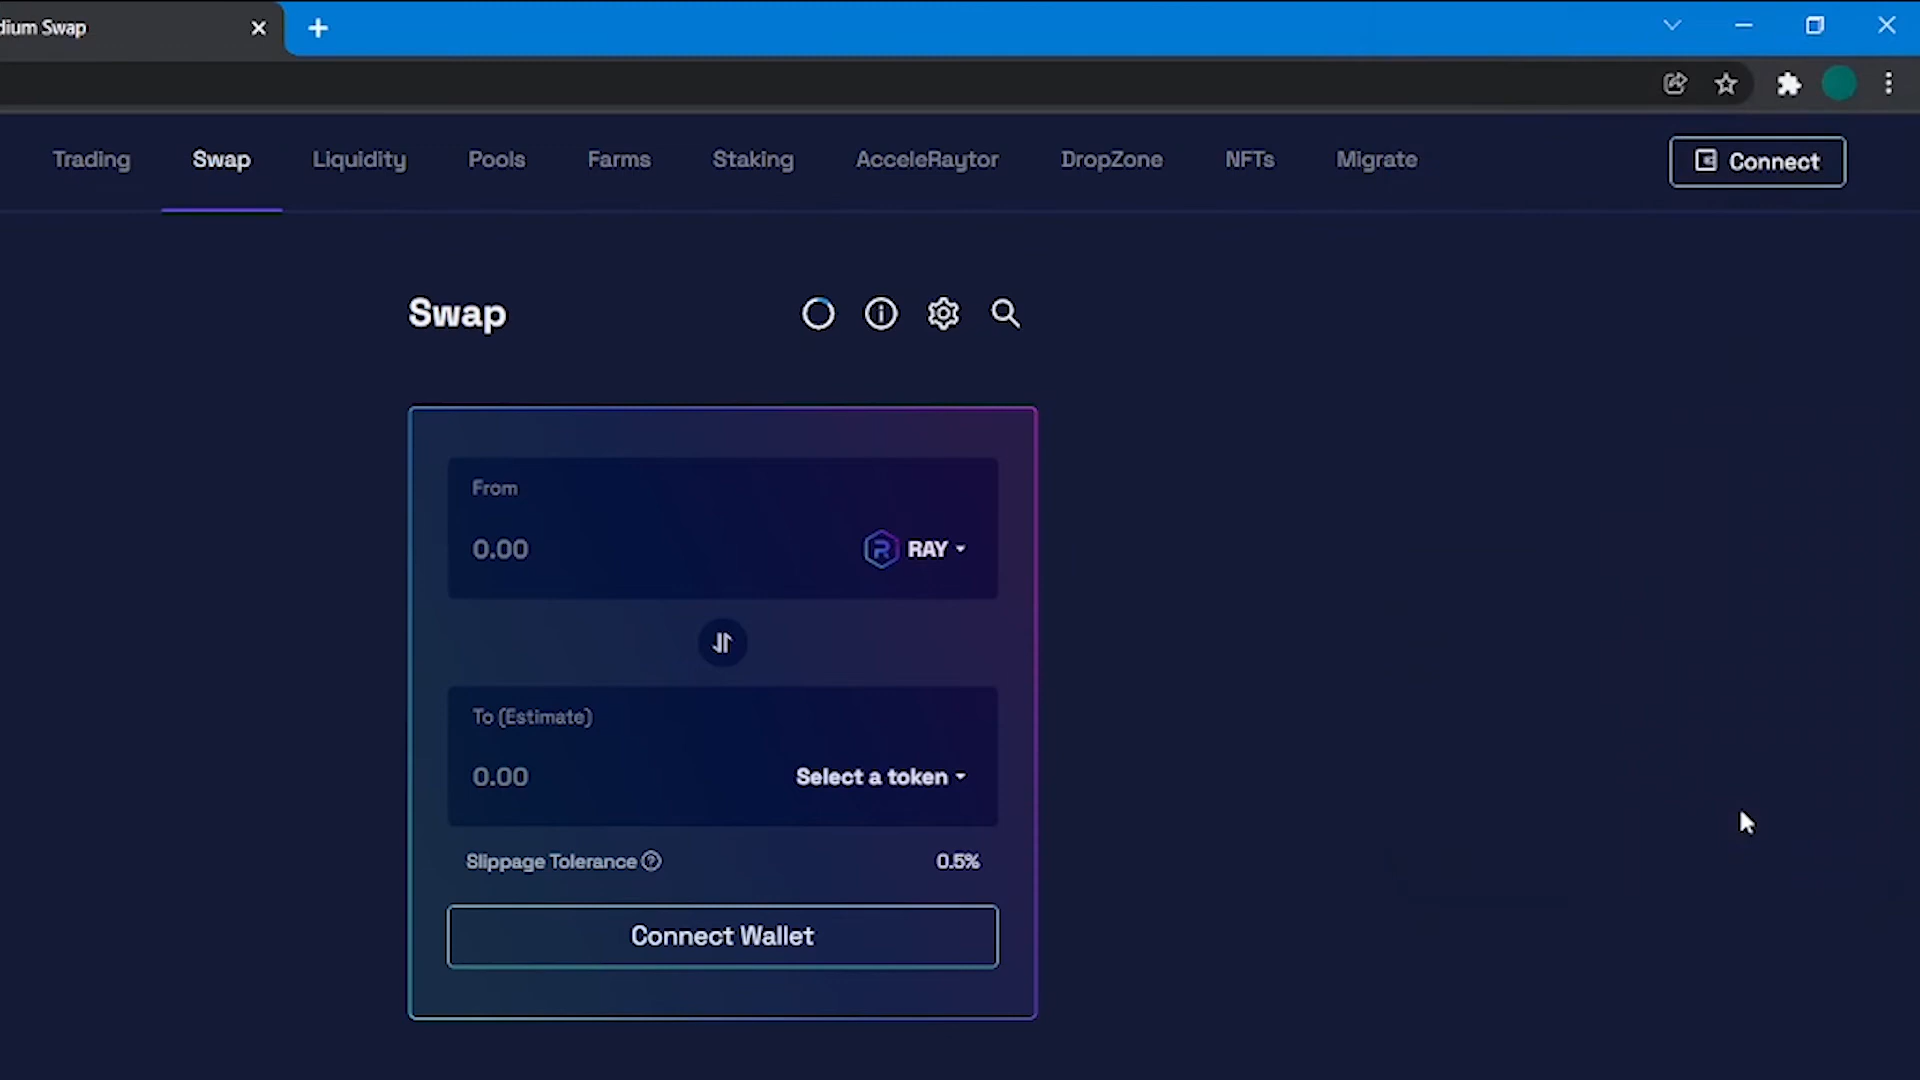 dium Swap
Trading Swap Liquidity Pools Farms Staking AcceleRaytor DropZone NFTs Migrate Connect
Swap
From
0.00 RAY
To (Estimate)
0.00 Select a token
Slippage Tolerance 0.5%
Connect Wallet